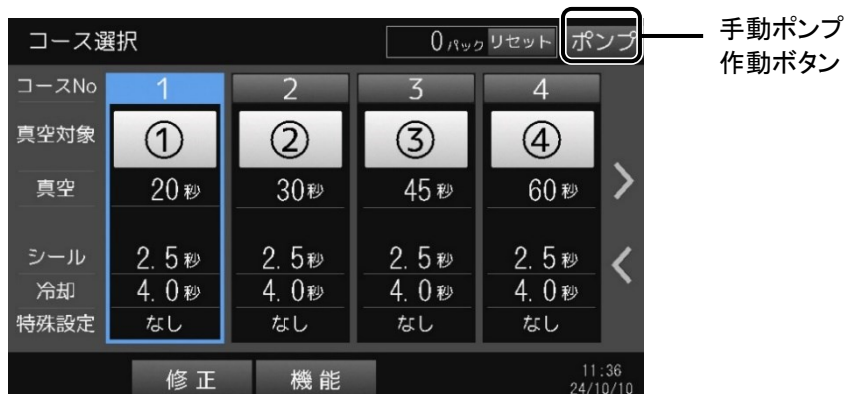 コース選択 0パック リセット ポンプ
手動ポンプ
作動ボタン
コースNo 1 2 3 4
真空対象 ① ② ③ ④
真空 20秒 30秒 45秒 60秒
シール 2.5秒 2.5秒 2.5秒 2.5秒
冷却 4.0秒 4.0秒 4.0秒 4.0秒
特殊設定 なし なし なし なし
修正 機能 11:36
24/10/10